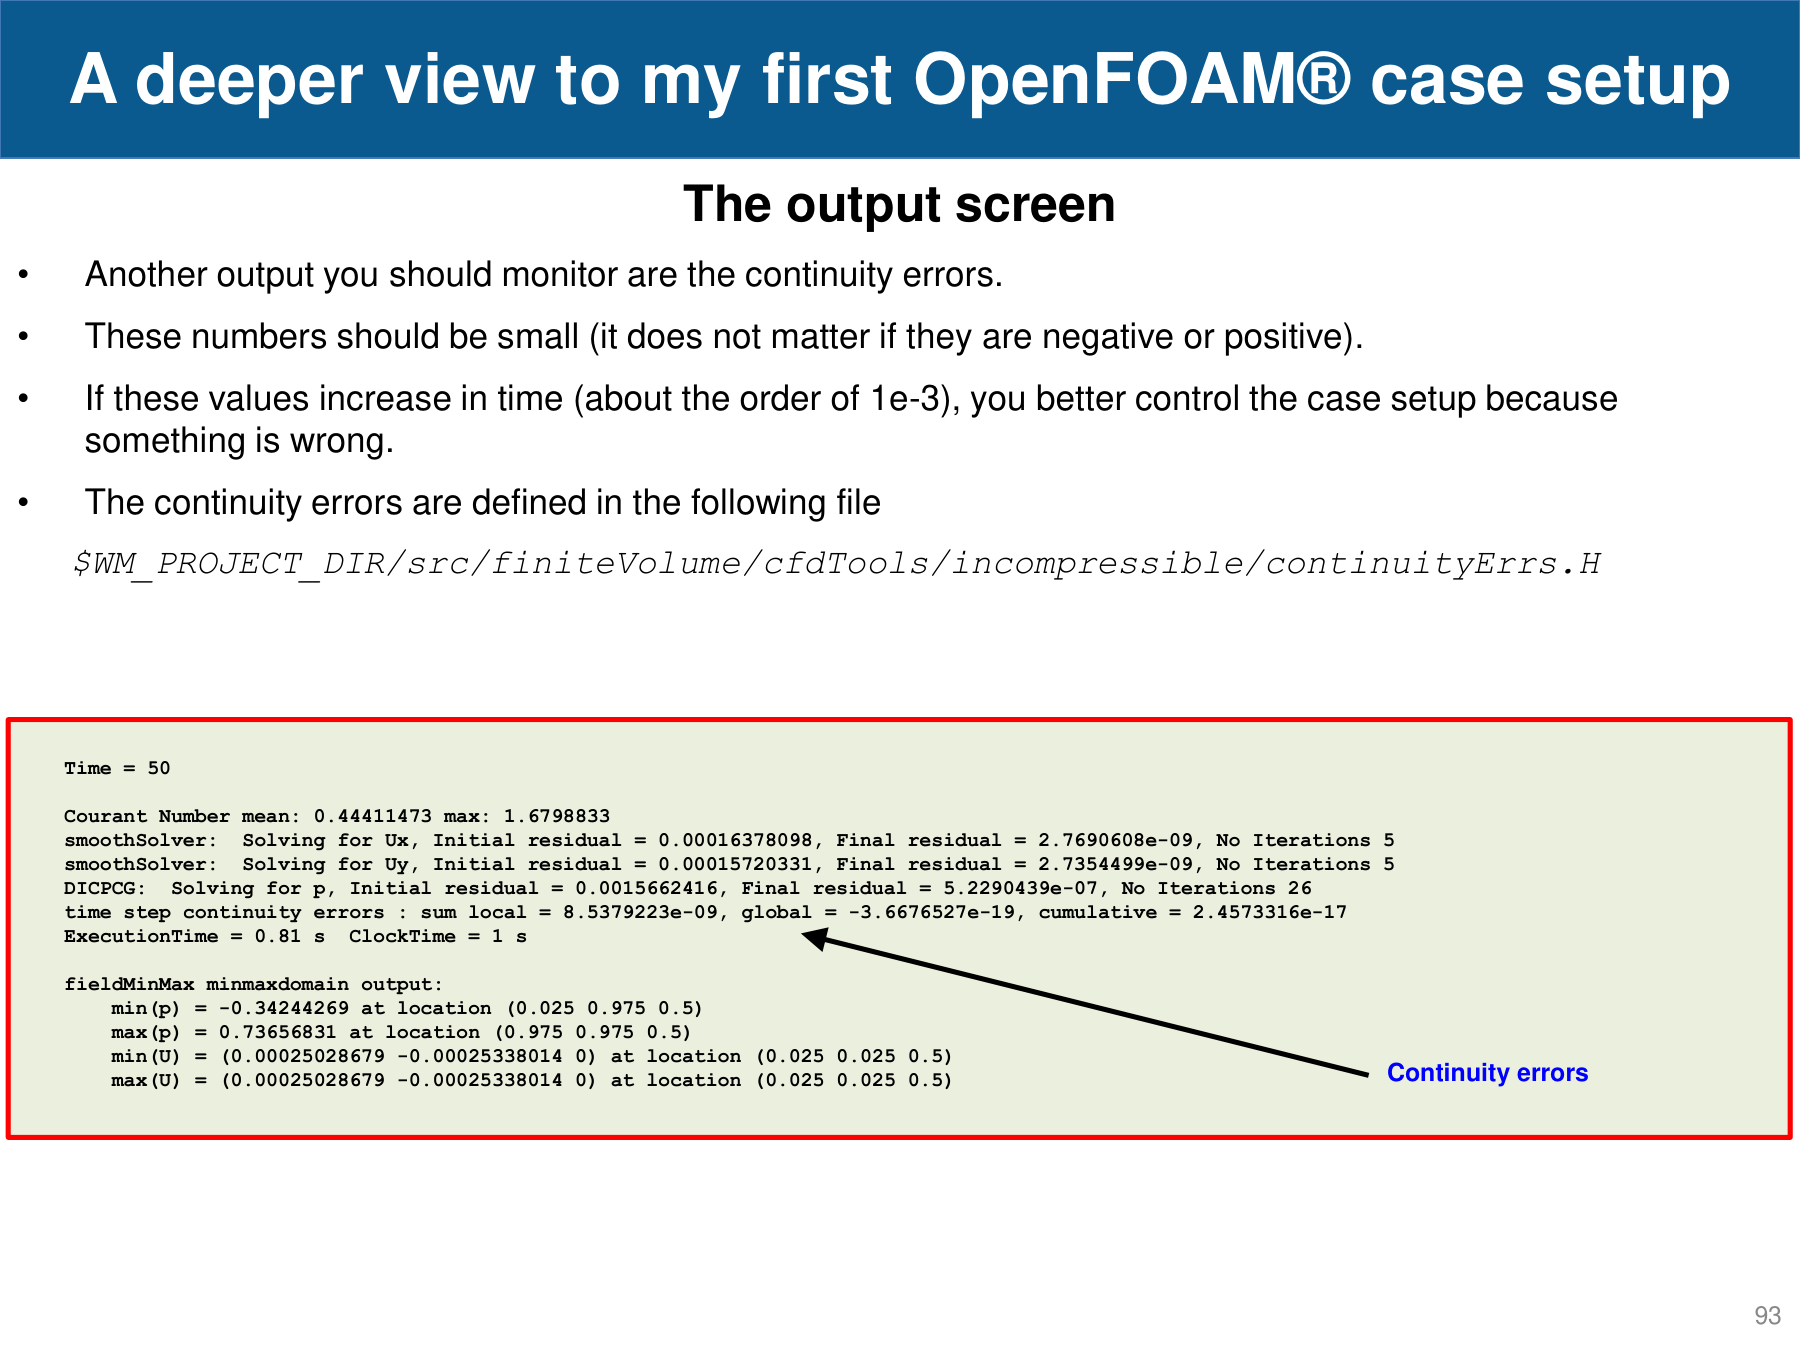 A deeper view to my first OpenFOAM® case setup
The output screen
• Another output you should monitor are the continuity errors.
• These numbers should be small (it does not matter if they are negative or positive).
• If these values increase in time (about the order of 1e-3), you better control the case setup because
something is wrong.
• The continuity errors are defined in the following file
$WM_PROJECT_DIR/src/finiteVolume/cfdTools/incompressible/continuityErrs.H
Time = 50
Courant Number mean: 0.44411473 max: 1.6798833
smoothSolver:  Solving for Ux, Initial residual = 0.00016378098, Final residual = 2.7690608e-09, No Iterations 5
smoothSolver:  Solving for Uy, Initial residual = 0.00015720331, Final residual = 2.7354499e-09, No Iterations 5
DICPCG:  Solving for p, Initial residual = 0.0015662416, Final residual = 5.2290439e-07, No Iterations 26
time step continuity errors : sum local = 8.5379223e-09, global = -3.6676527e-19, cumulative = 2.4573316e-17
ExecutionTime = 0.81 s  ClockTime = 1 s
fieldMinMax minmaxdomain output:
    min(p) = -0.34244269 at location (0.025 0.975 0.5)
    max(p) = 0.73656831 at location (0.975 0.975 0.5)
    min(U) = (0.00025028679 -0.00025338014 0) at location (0.025 0.025 0.5)
    max(U) = (0.00025028679 -0.00025338014 0) at location (0.025 0.025 0.5)
Continuity errors
93